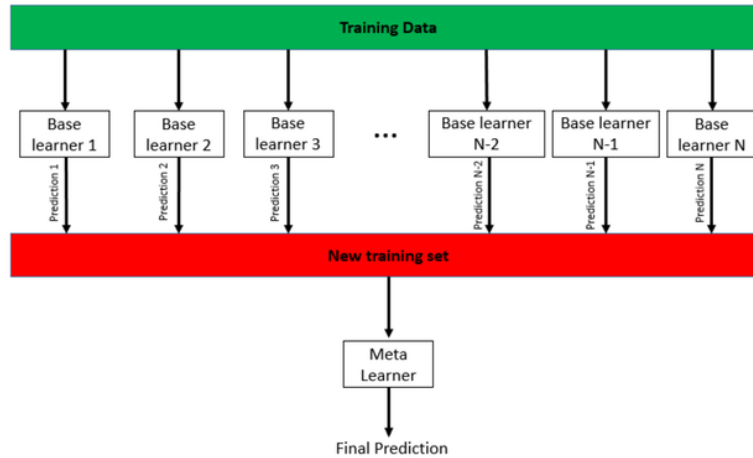 Training Data
Base
learner 1
Base
learner 2
Base
learner 3
...
Base learner
N-2
Base learner
N-1
Base
learner N
Prediction 1
Prediction 2
Prediction 3
Prediction N-2
Prediction N-1
Prediction N
New training set
Meta
Learner
Final Prediction